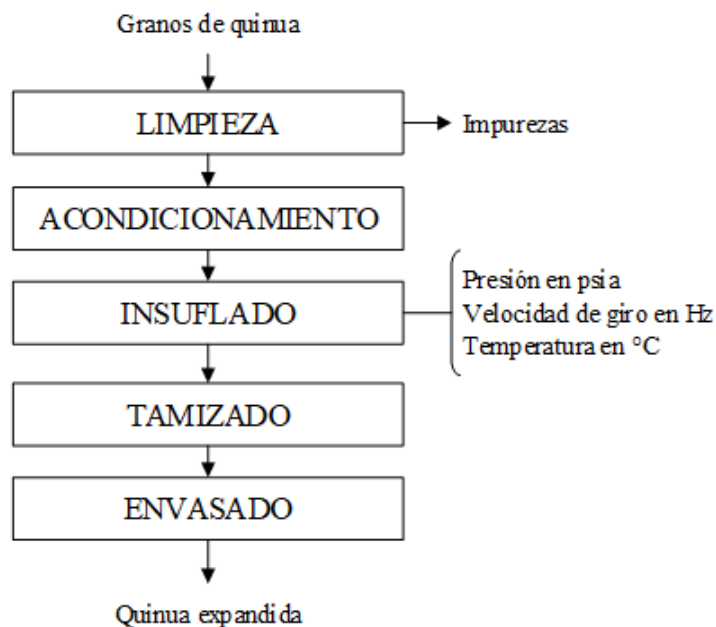 Granos de quinua
LIMPIEZA
Impurezas
ACONDICIONAMIENTO
INSUFLADO
Presión en psia
Velocidad de giro en Hz
Temperatura en °C
TAMIZADO
ENVASADO
Quinua expandida